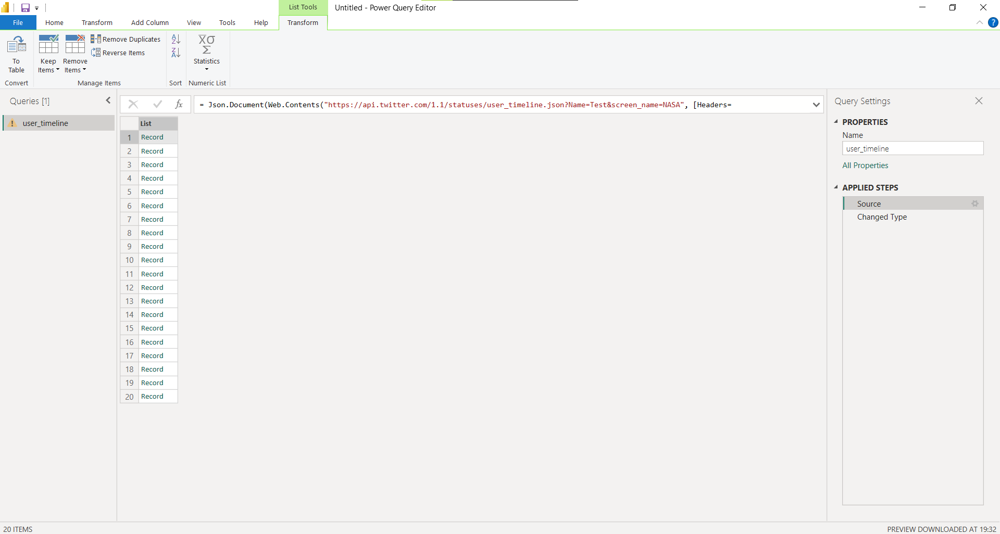 List Tools
Untitled - Power Query Editor
File Home Transform Add Column View Tools Help Transform
?
To Table
Keep Items
Remove Items
Remove Duplicates
Reverse Items
A Z
Z A
X̅σ
Σ
Statistics
Convert
Manage Items
Sort
Numeric List
Queries [1]
fx
= Json.Document(Web.Contents("https://api.twitter.com/1.1/statuses/user_timeline.json?Name=Test&screen_name=NASA", [Headers=
user_timeline
List
1 Record
2 Record
3 Record
4 Record
5 Record
6 Record
7 Record
8 Record
9 Record
10 Record
11 Record
12 Record
13 Record
14 Record
15 Record
16 Record
17 Record
18 Record
19 Record
20 Record
Query Settings
PROPERTIES
Name
user_timeline
All Properties
APPLIED STEPS
Source
Changed Type
20 ITEMS
PREVIEW DOWNLOADED AT 19:32